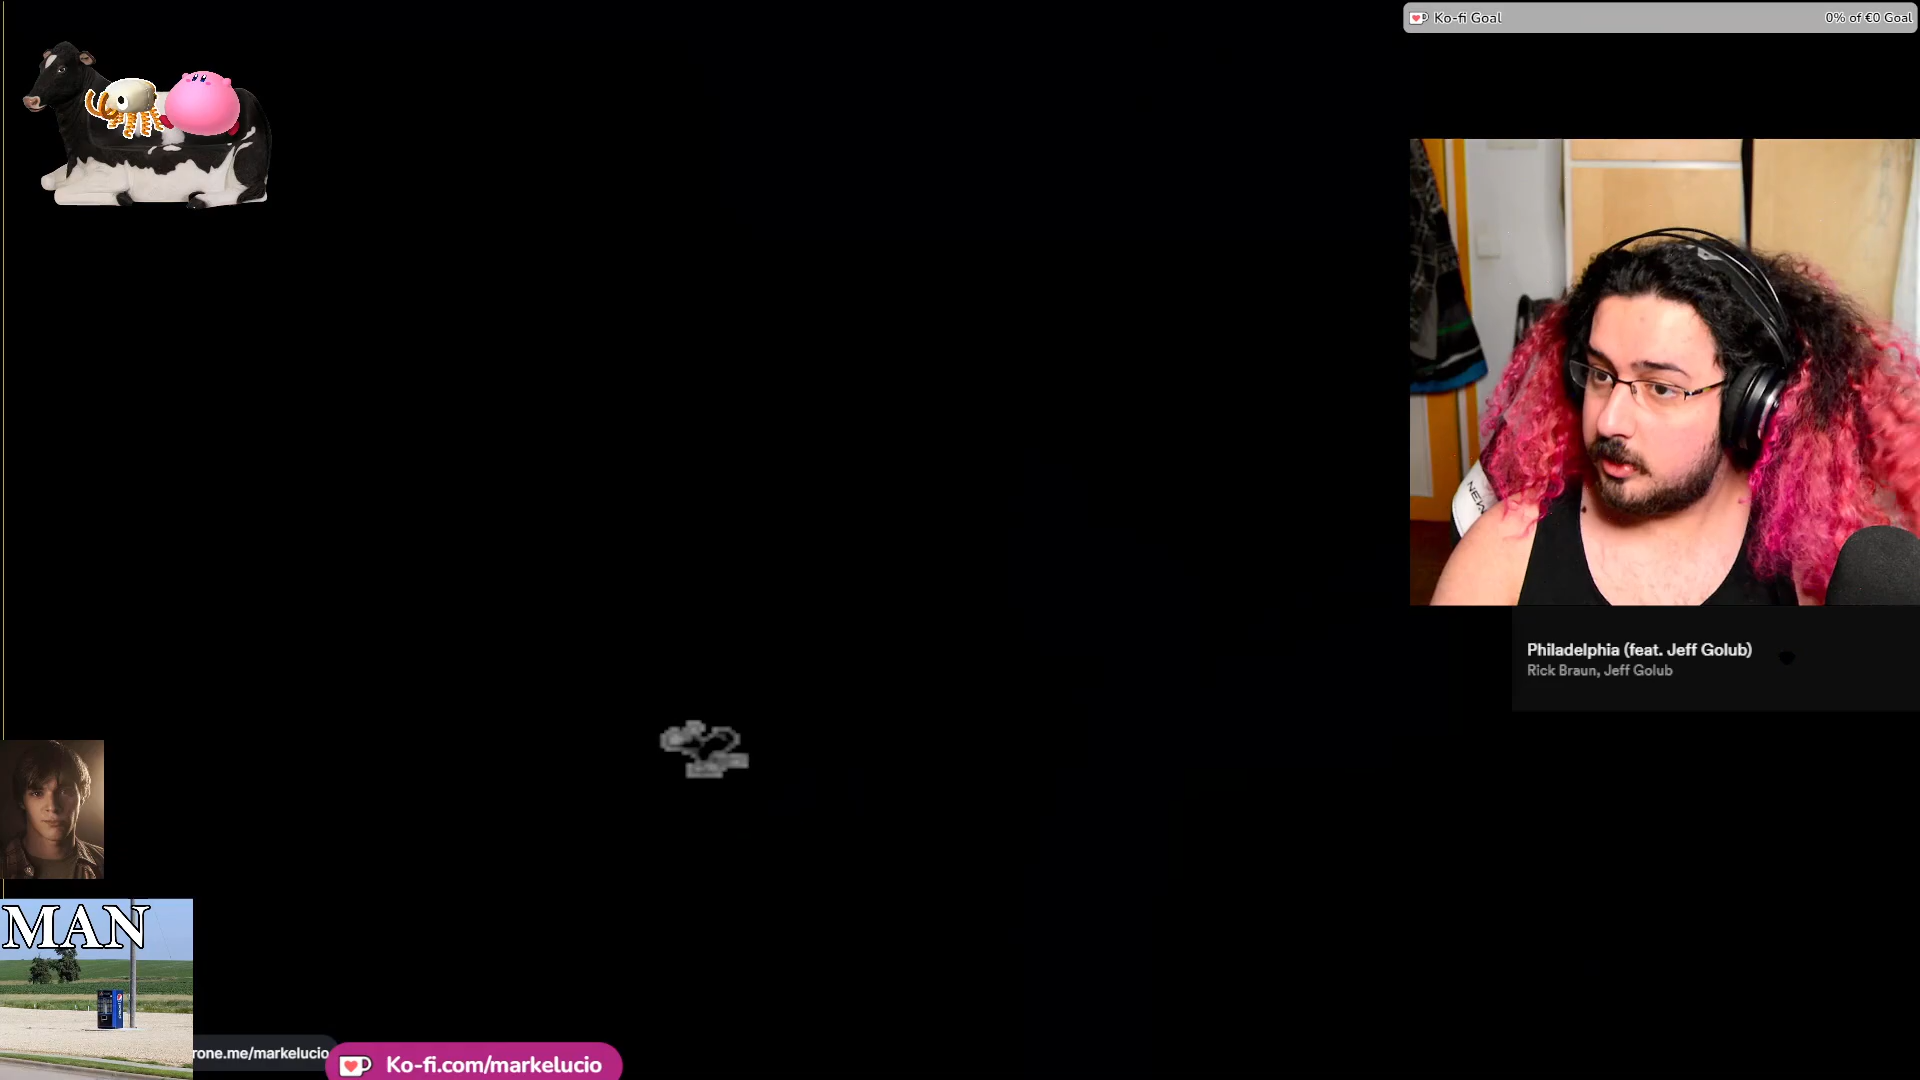 Ko-fi Goal
0% of €0 Goal
NEW
Philadelphia (feat. Jeff Golub)
Rick Braun, Jeff Golub
MAN
rone.me/markelucio
Ko-fi.com/markelucio